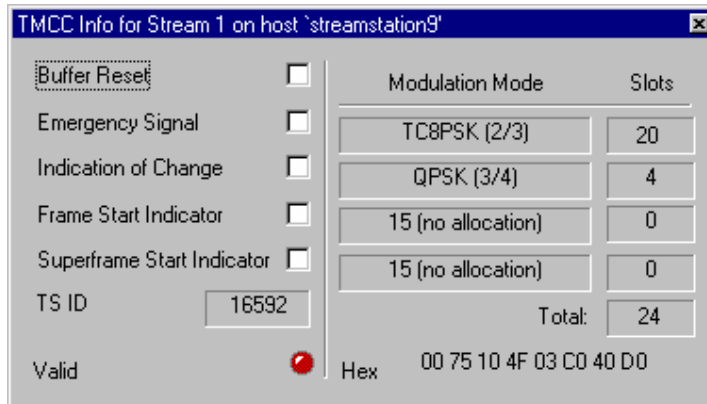 TMCC Info for Stream 1 on host `streamstation9'
Buffer Reset
Emergency Signal
Indication of Change
Frame Start Indicator
Superframe Start Indicator
TS ID 16592
Valid
Modulation Mode Slots
TC8PSK (2/3) 20
QPSK (3/4) 4
15 (no allocation) 0
15 (no allocation) 0
Total: 24
Hex 00 75 10 4F 03 C0 40 D0